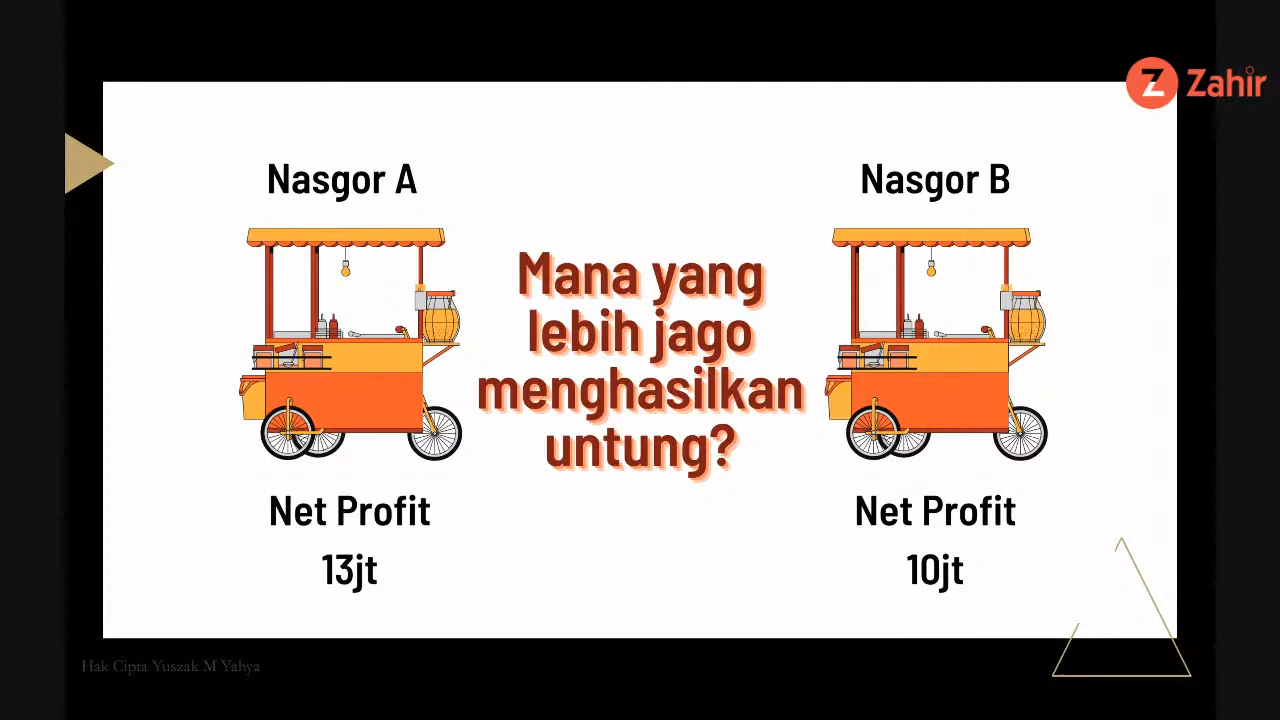 Zahir
Nasgor A
Nasgor B
Mana yang
lebih jago
menghasilkan
untung?
Net Profit
13jt
Net Profit
10jt
Hak Cipta Yuszak M Yahya